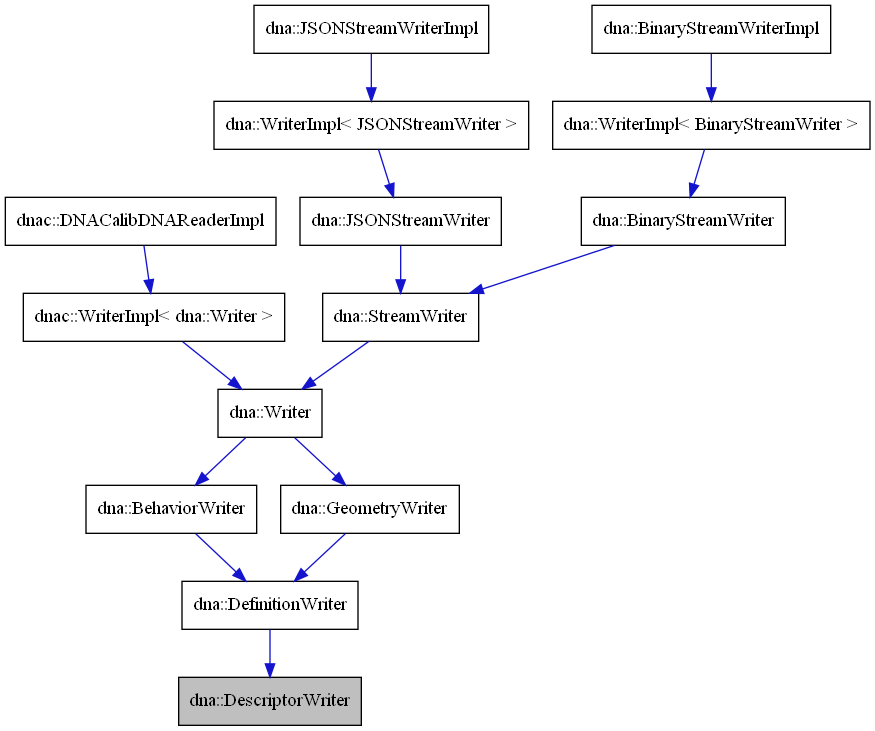 dna::JSONStreamWriterImpl
dna::BinaryStreamWriterImpl
dna::WriterImpl< JSONStreamWriter >
dna::WriterImpl< BinaryStreamWriter >
dnac::DNACalibDNAReaderImpl
dna::JSONStreamWriter
dna::BinaryStreamWriter
dnac::WriterImpl< dna::Writer >
dna::StreamWriter
dna::Writer
dna::BehaviorWriter
dna::GeometryWriter
dna::DefinitionWriter
dna::DescriptorWriter